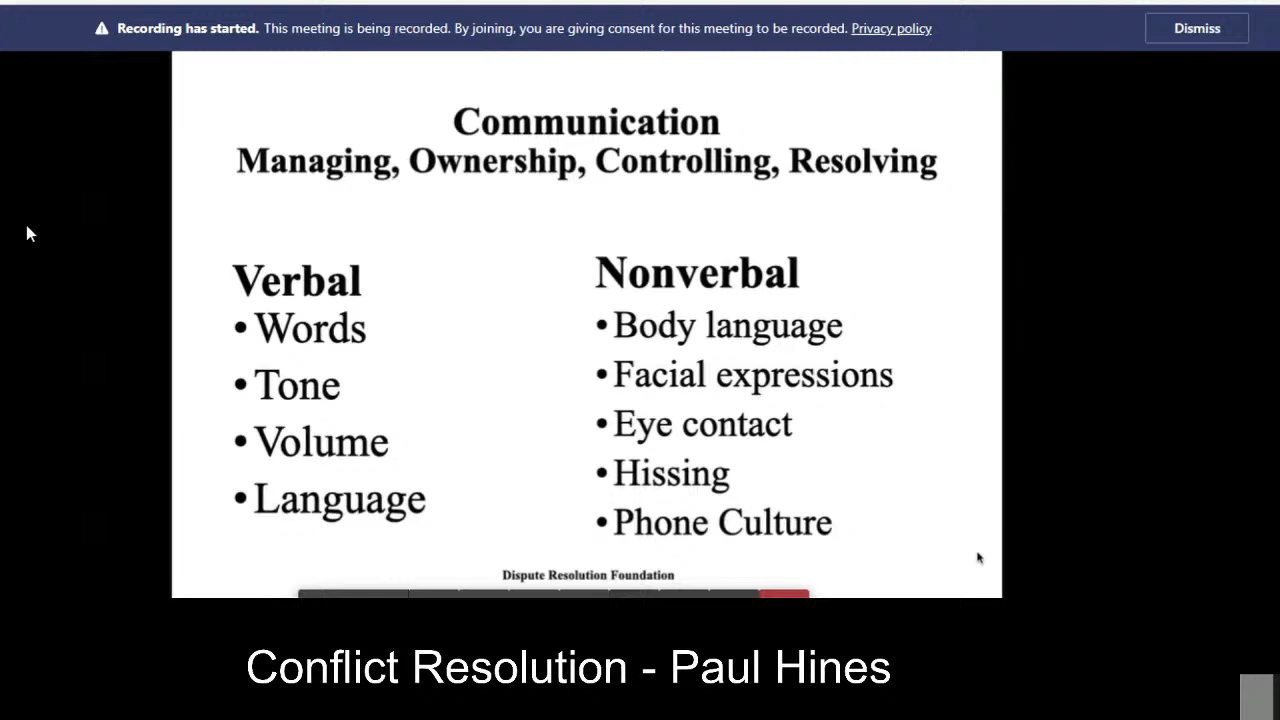 Recording has started. This meeting is being recorded. By joining, you are giving consent for this meeting to be recorded. Privacy policy
Dismiss
Communication
Managing, Ownership, Controlling, Resolving
Verbal
• Words
• Tone
• Volume
• Language
Nonverbal
• Body language
• Facial expressions
• Eye contact
• Hissing
• Phone Culture
Dispute Resolution Foundation
Conflict Resolution - Paul Hines